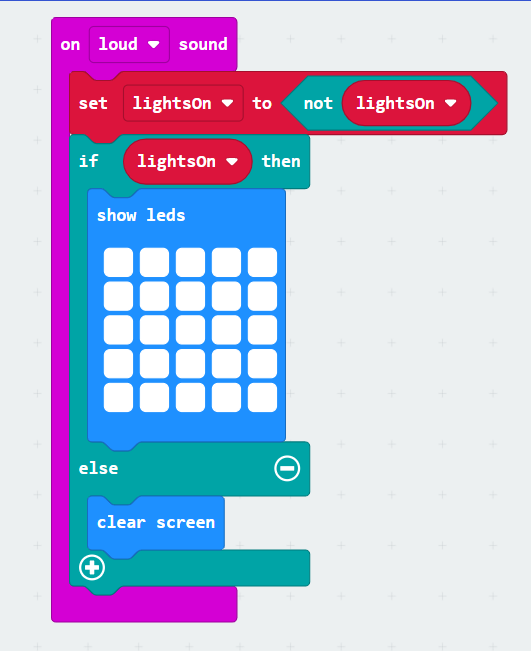 on loud sound
set lightsOn to not lightsOn
if lightsOn then
show leds
else
clear screen